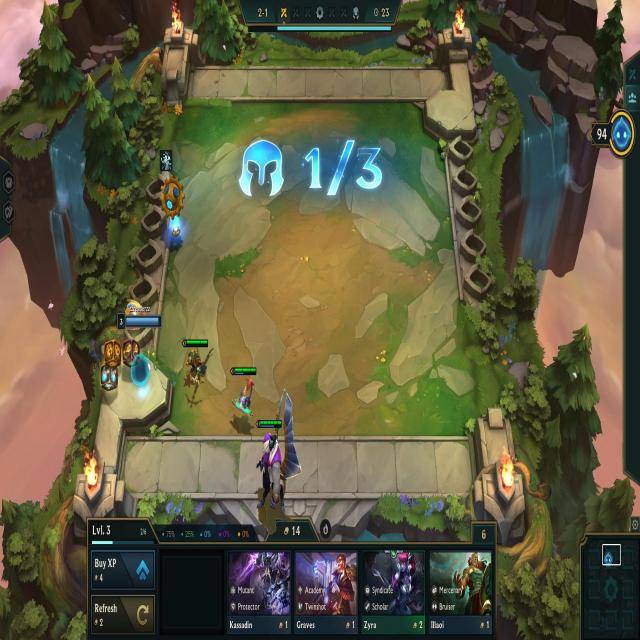 2-1
23
94
1/3
3
Lvl. 3
2/6
75%
25%
0%
0%
0%
14
6
Buy XP
4
Refresh
2
Mutant
Protector
Kassadin 1
Academy
Twinshot
Graves 1
Syndicate
Scholar
Zyra 2
Mercenary
Bruiser
Illaoi 1